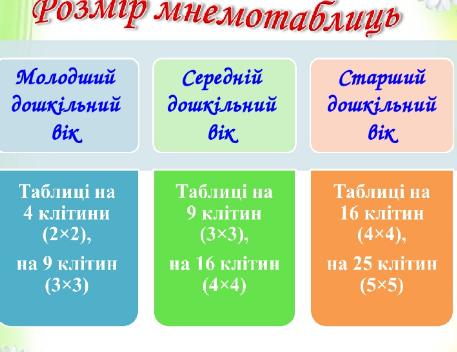 Розмір мнемотаблиць
Молодший
дошкільний
вік
Середній
дошкільний
вік
Старший
дошкільний
вік
Таблиці на
4 клітини
(2×2),
на 9 клітин
(3×3)
Таблиці на
9 клітин
(3×3),
на 16 клітин
(4×4)
Таблиці на
16 клітин
(4×4),
на 25 клітин
(5×5)